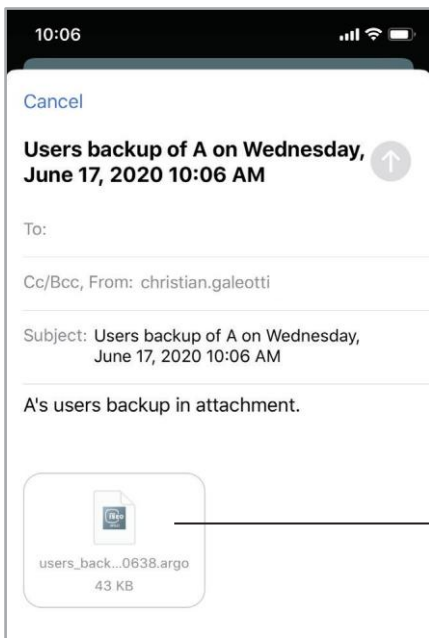 10:06
Cancel
Users backup of A on Wednesday,
June 17, 2020 10:06 AM
To:
Cc/Bcc, From: christian.galeotti
Subject: Users backup of A on Wednesday,
June 17, 2020 10:06 AM
A's users backup in attachment.
users_back...0638.argo
43 KB